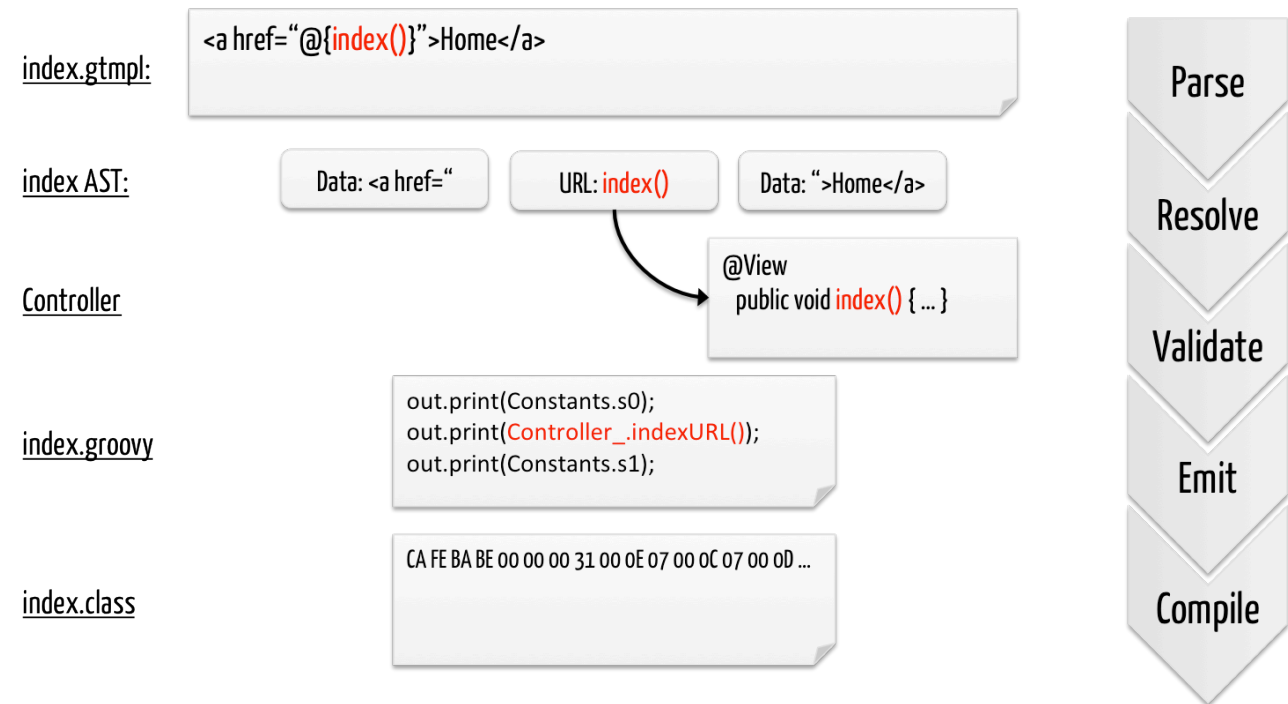 index.gtmpl:
<a href=“@{index()}”>Home</a>
index AST:
Data: <a href=“
URL: index()
Data: “>Home</a>
Controller
@View
public void index() { ... }
index.groovy
out.print(Constants.s0);
out.print(Controller_.indexURL());
out.print(Constants.s1);
index.class
CA FE BA BE 00 00 00 31 00 0E 07 00 0C 07 00 0D ...
Parse
Resolve
Validate
Emit
Compile